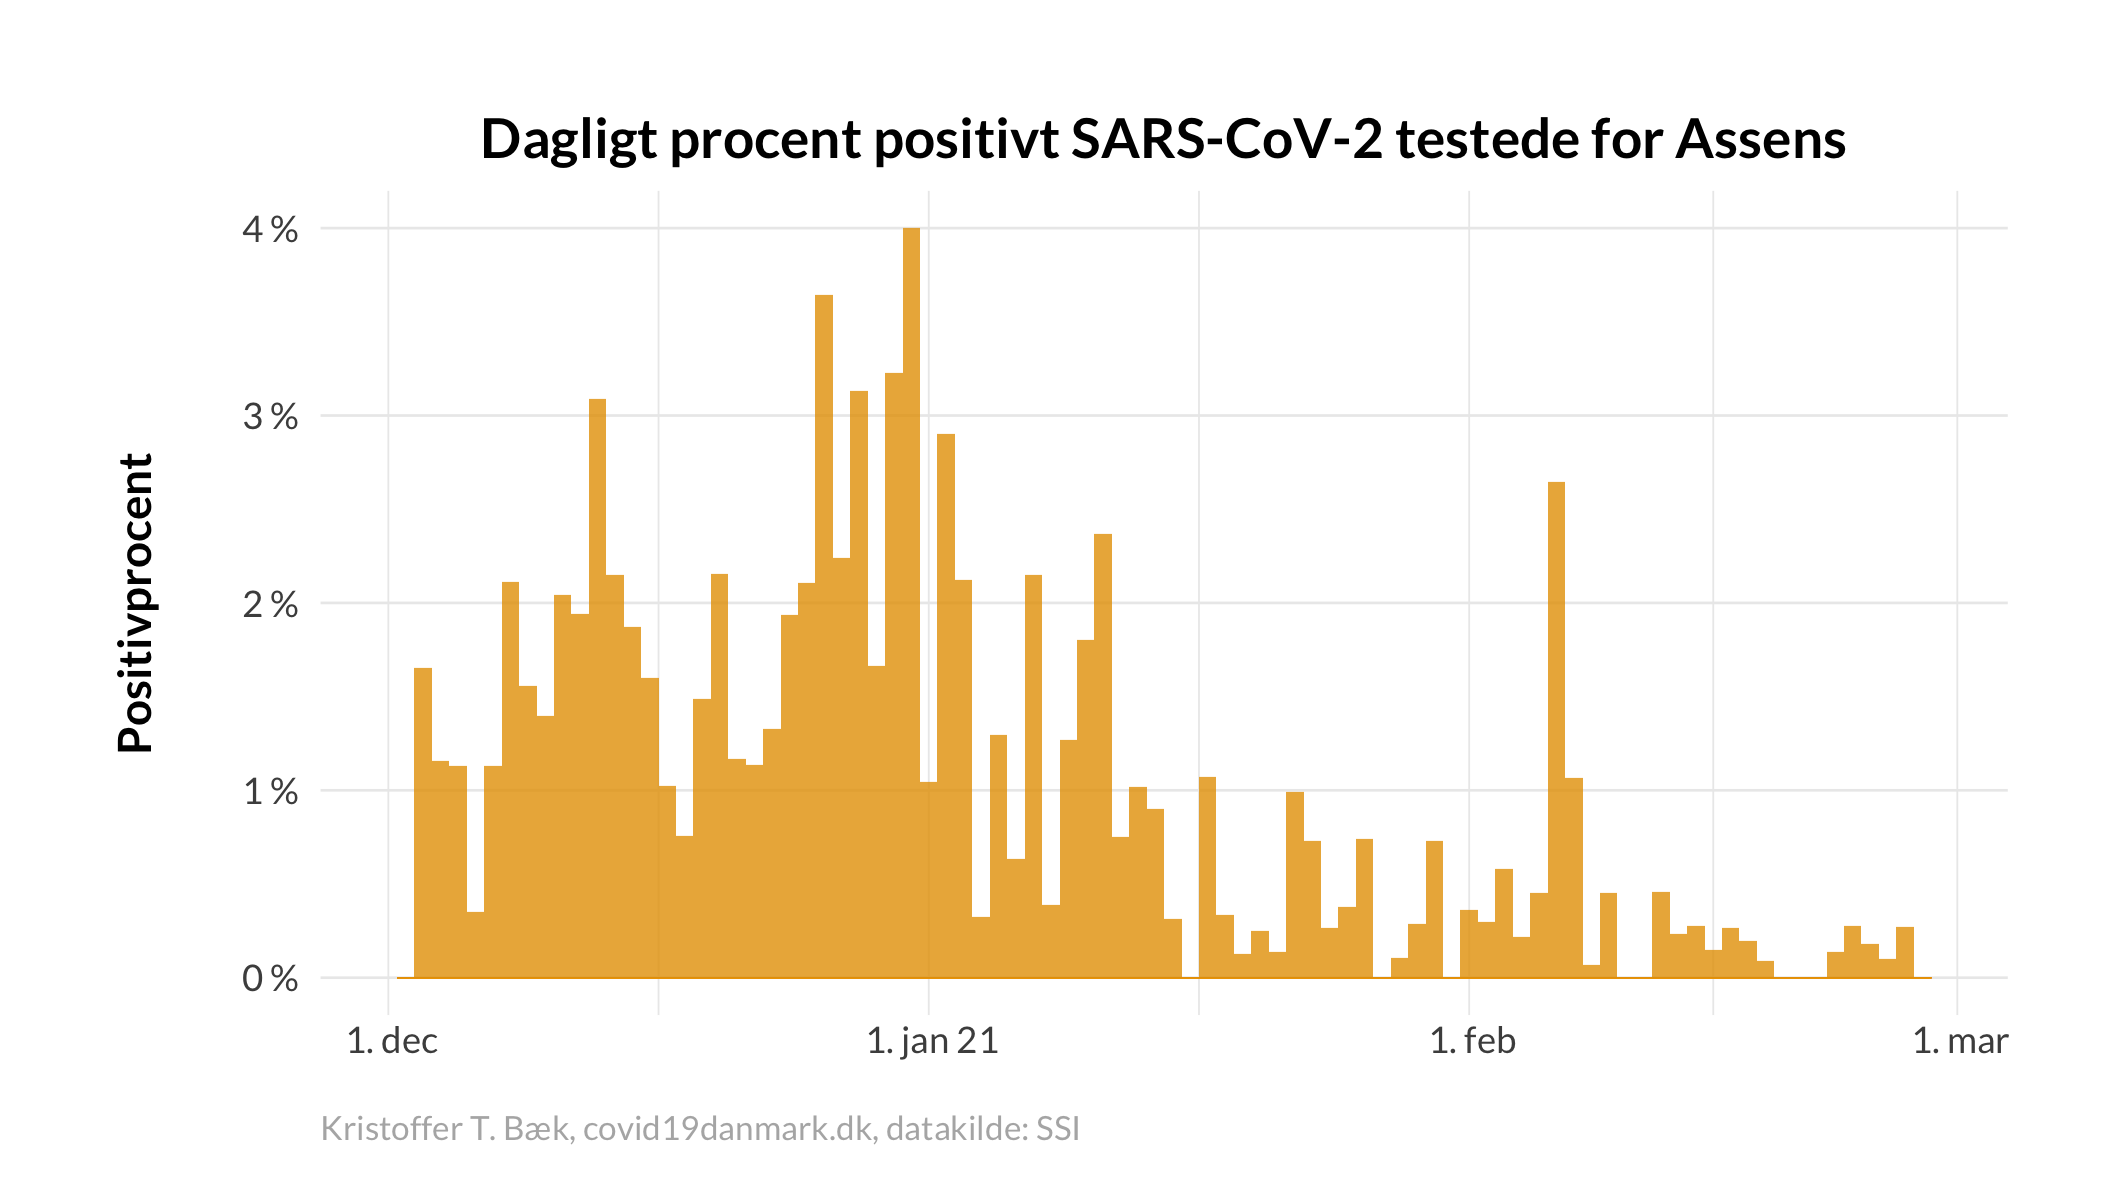 Dagligt procent positivt SARS-CoV-2 testede for Assens
Positivprocent
4 %
3 %
2 %
1 %
0 %
1. dec
1. jan 21
1. feb
1. mar
Kristoffer T. Bæk, covid19danmark.dk, datakilde: SSI